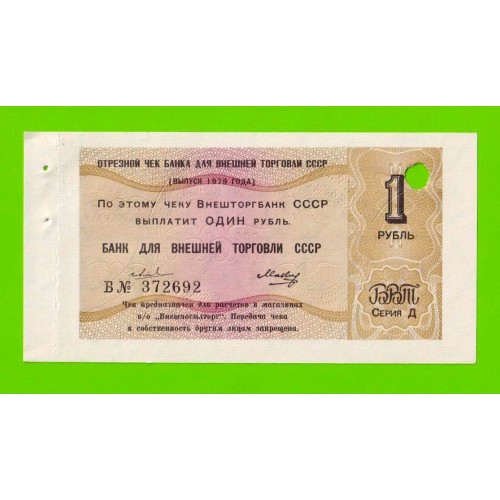 ОТРЕЗНОЙ ЧЕК БАНКА ДЛЯ ВНЕШНЕЙ ТОРГОВЛИ СССР
(ВЫПУСК 1979 ГОДА)
ПО ЭТОМУ ЧЕКУ ВНЕШТОРГБАНК СССР
ВЫПЛАТИТ ОДИН РУБЛЬ.
БАНК ДЛЯ ВНЕШНЕЙ ТОРГОВЛИ СССР
Б № 372692
Чек предназначен для расчетов в магазинах
в/о "Внешпосылторг". Передача чека
в собственность другим лицам запрещена.
1
РУБЛЬ
ВВТ
СЕРИЯ Д